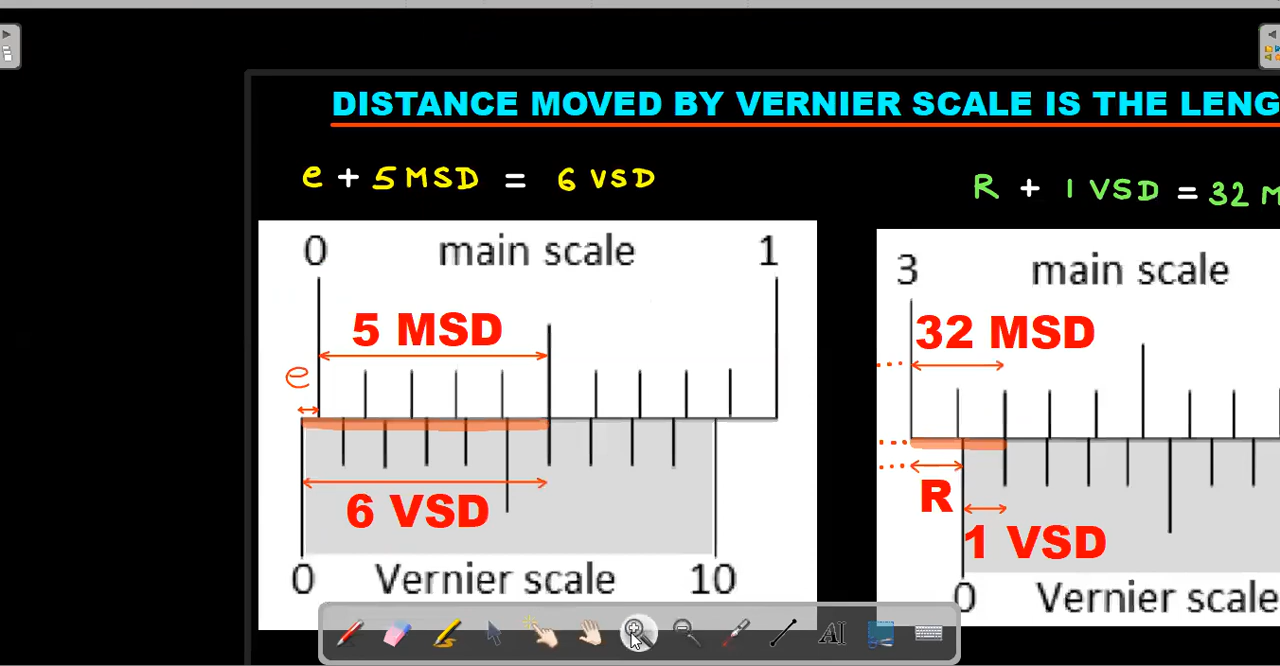 DISTANCE MOVED BY VERNIER SCALE IS THE LENG
e + 5 MSD = 6 VSD
0 main scale 1
5 MSD
e
6 VSD
0 Vernier scale 10
R + 1 VSD = 32 M
3 main scale
32 MSD
R
1 VSD
0 Vernier scale